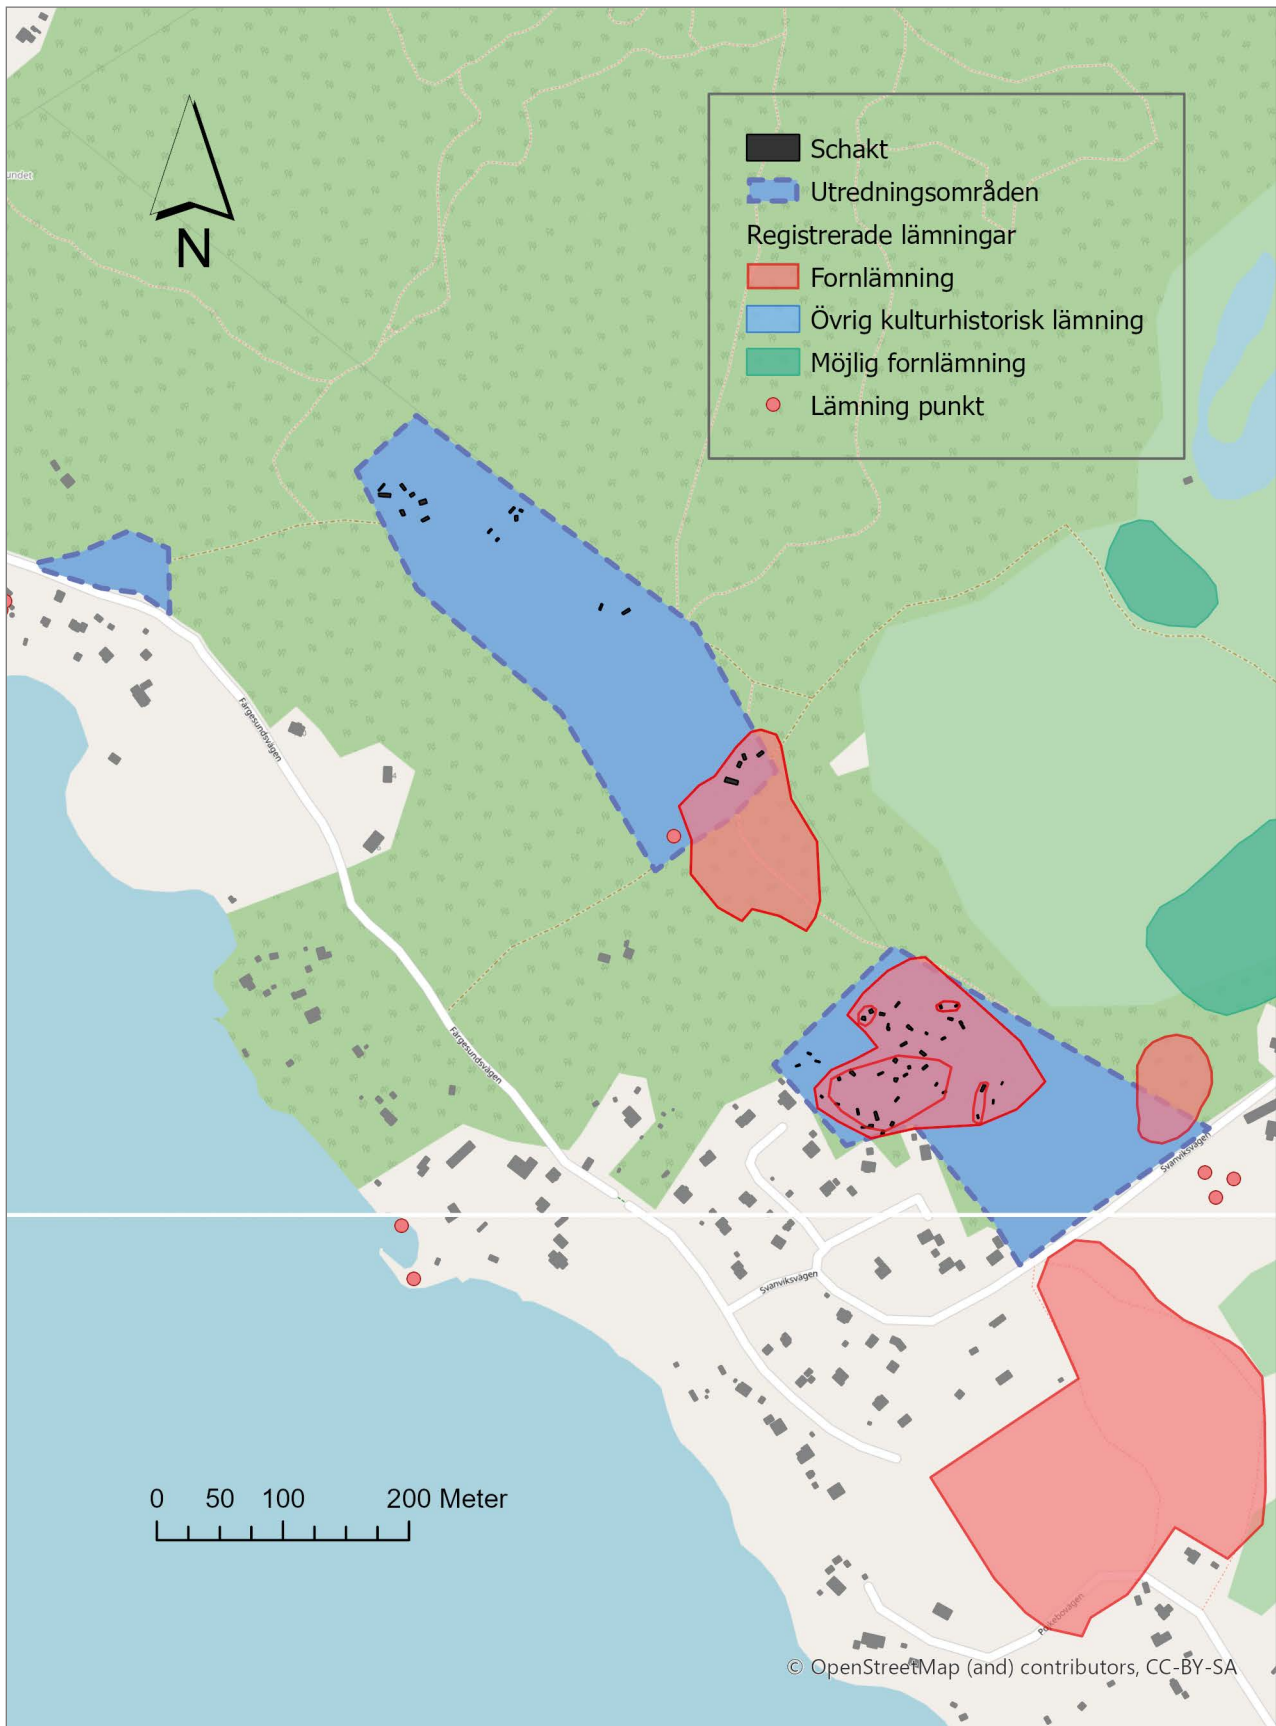 undet
N
Schakt
Utredningsområden
Registrerade lämningar
Fornlämning
Övrig kulturhistorisk lämning
Möjlig fornlämning
Lämning punkt
Färgesundsvägen
Färgesundsvägen
Svanviksvägen
Svanviksvägen
0 50 100 200 Meter
© OpenStreetMap (and) contributors, CC-BY-SA